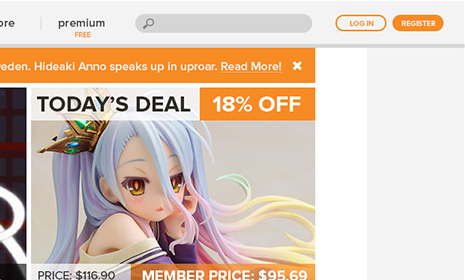 ore
premium
FREE
LOG IN
REGISTER
eden. Hideaki Anno speaks up in uproar. Read More!
TODAY'S DEAL
18% OFF
R
PRICE: $116.90
MEMBER PRICE: $95.69